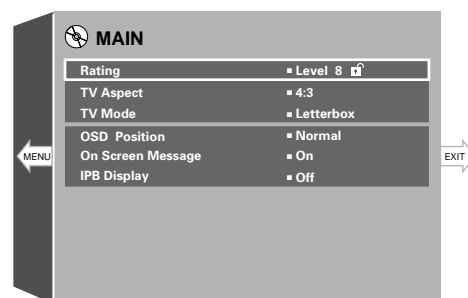 MAIN
Rating ▪ Level 8
TV Aspect ▪ 4:3
TV Mode ▪ Letterbox
OSD Position ▪ Normal
On Screen Message ▪ On
IPB Display ▪ Off
MENU
EXIT